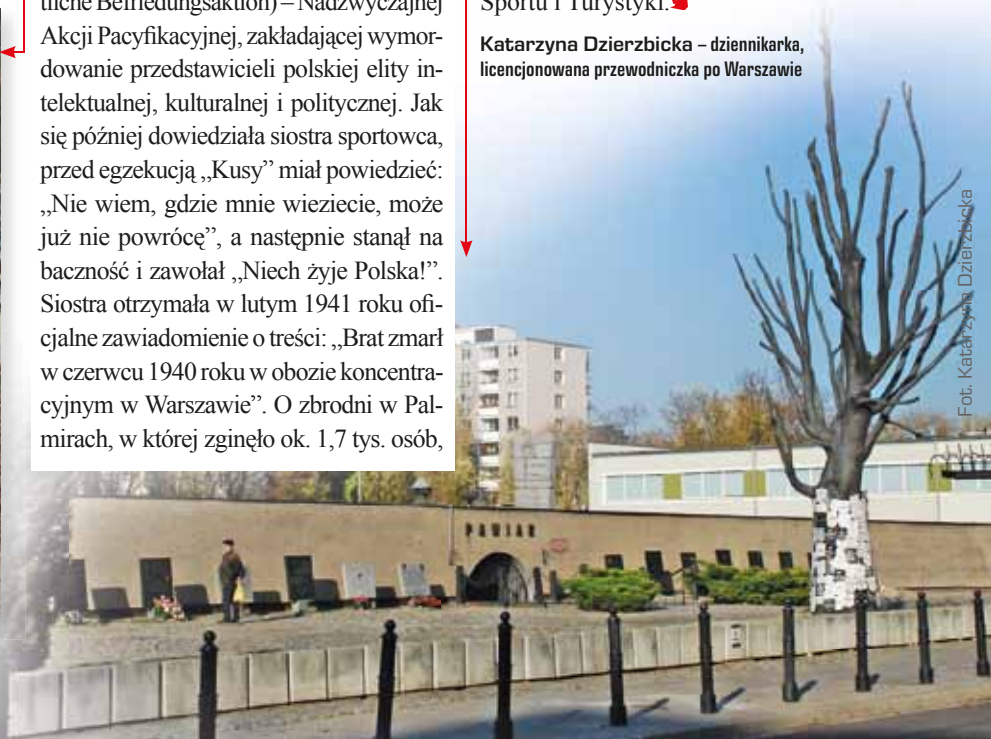 tliche Befriedungsaktion) – Nadzwyczajnej
Akcji Pacyfikacyjnej, zakładającej wymor-
dowanie przedstawicieli polskiej elity in-
telektualnej, kulturalnej i politycznej. Jak
się później dowiedziała siostra sportowca,
przed egzekucją „Kusy” miał powiedzieć:
„Nie wiem, gdzie mnie wieziecie, może
już nie powrócę”, a następnie stanął na
baczność i zawołał „Niech żyje Polska!”.
Siostra otrzymała w lutym 1941 roku ofi-
cjalne zawiadomienie o treści: „Brat zmarł
w czerwcu 1940 roku w obozie koncentra-
cyjnym w Warszawie”. O zbrodni w Pal-
mirach, w której zginęło ok. 1,7 tys. osób,
Sportu i Turystyki.
Katarzyna Dzierzbicka – dziennikarka,
licencjonowana przewodniczka po Warszawie
Fot. Katarzyna Dzierzbicka
PAWIAK